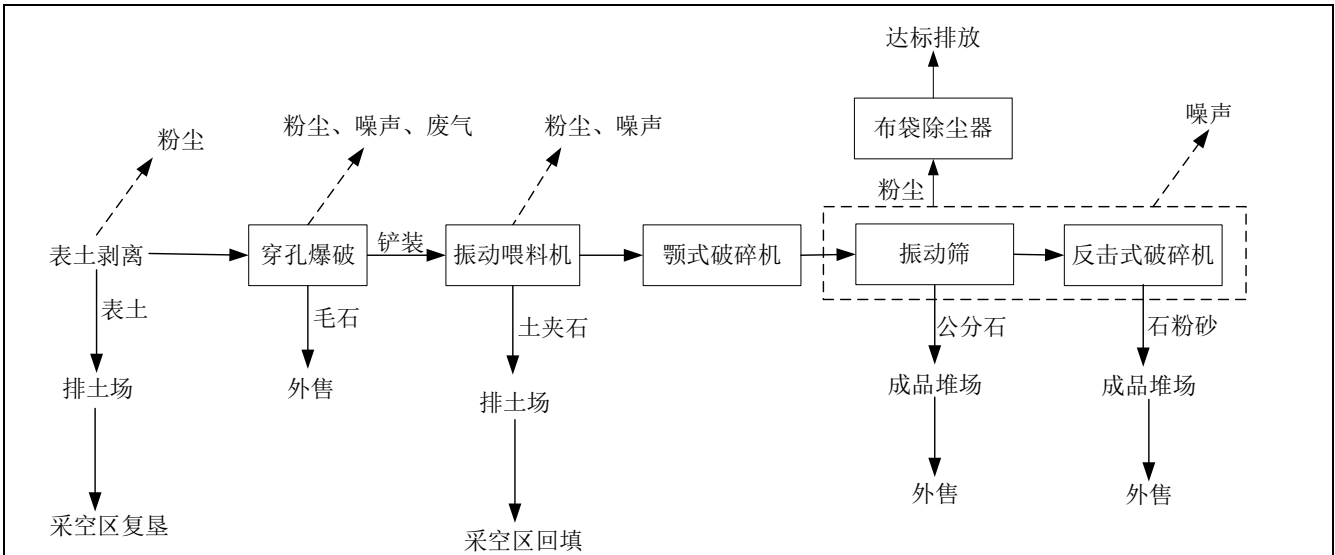 达标排放
布袋除尘器
粉尘
粉尘、噪声、废气
粉尘、噪声
粉尘
噪声
表土剥离
穿孔爆破
铲装
振动喂料机
颚式破碎机
振动筛
反击式破碎机
表土
毛石
土夹石
公分石
石粉砂
排土场
外售
排土场
成品堆场
成品堆场
采空区复垦
采空区回填
外售
外售